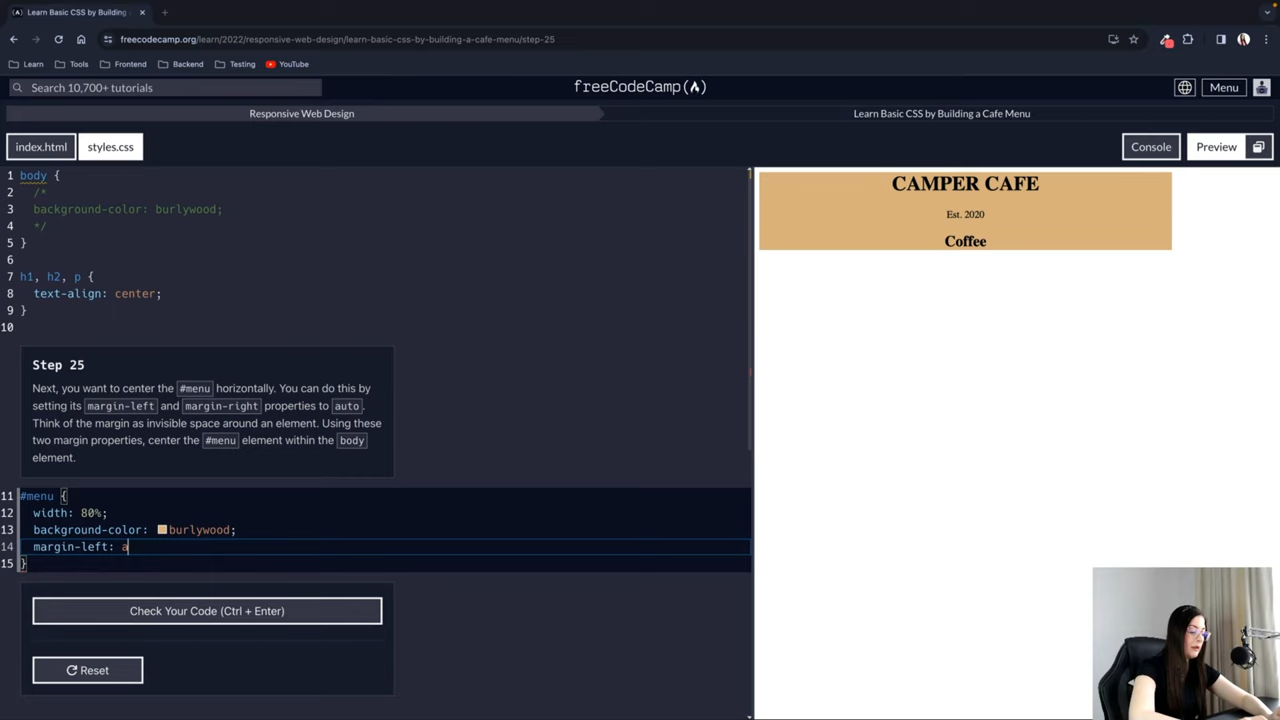 Learn Basic CSS by Building
freecodecamp.org/learn/2022/responsive-web-design/learn-basic-css-by-building-a-cafe-menu/step-25
Learn Tools Frontend Backend Testing YouTube
Search 10,700+ tutorials freeCodeCamp Menu
Responsive Web Design Learn Basic CSS by Building a Cafe Menu
index.html styles.css Console Preview
1 body {
2 /*
3 background-color: burlywood;
4 */
5 }
6
7 h1, h2, p {
8 text-align: center;
9 }
10
Step 25
Next, you want to center the #menu horizontally. You can do this by
setting its margin-left and margin-right properties to auto.
Think of the margin as invisible space around an element. Using these
two margin properties, center the #menu element within the body
element.
11 #menu {
12 width: 80%;
13 background-color: burlywood;
14 margin-left: a
15 }
Check Your Code (Ctrl + Enter)
Reset
CAMPER CAFE
Est. 2020
Coffee